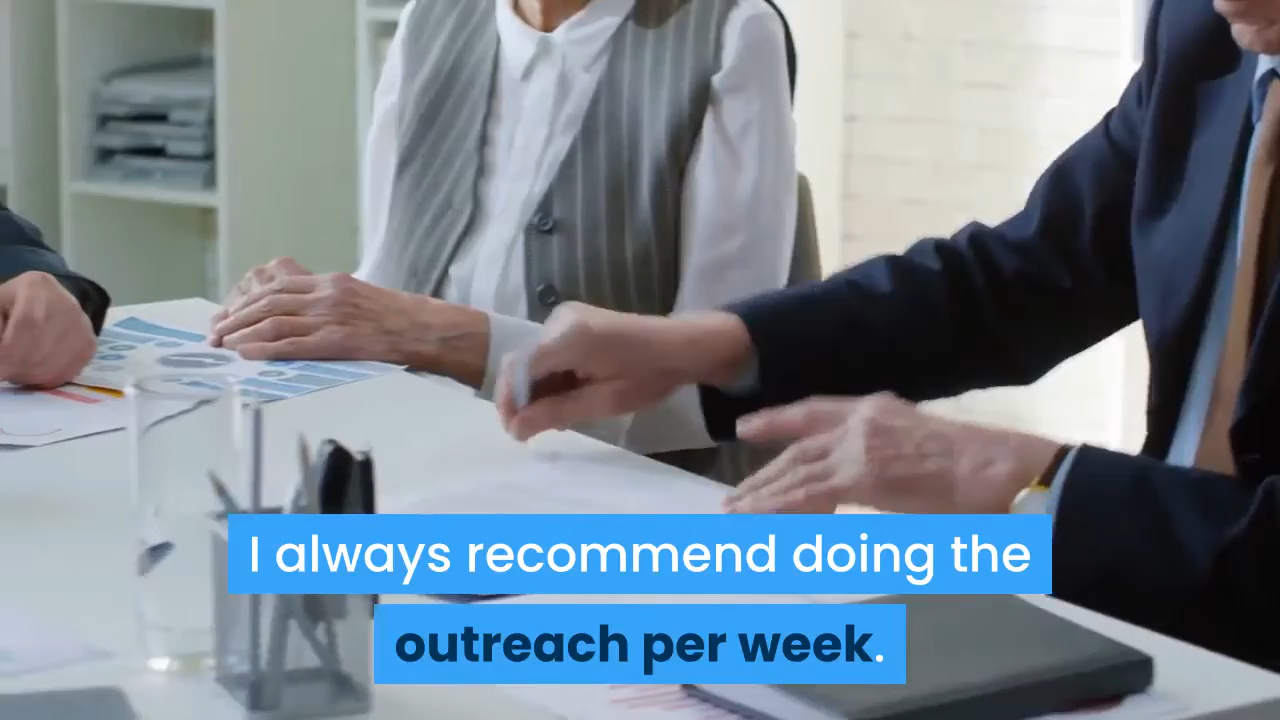 I always recommend doing the
outreach per week.